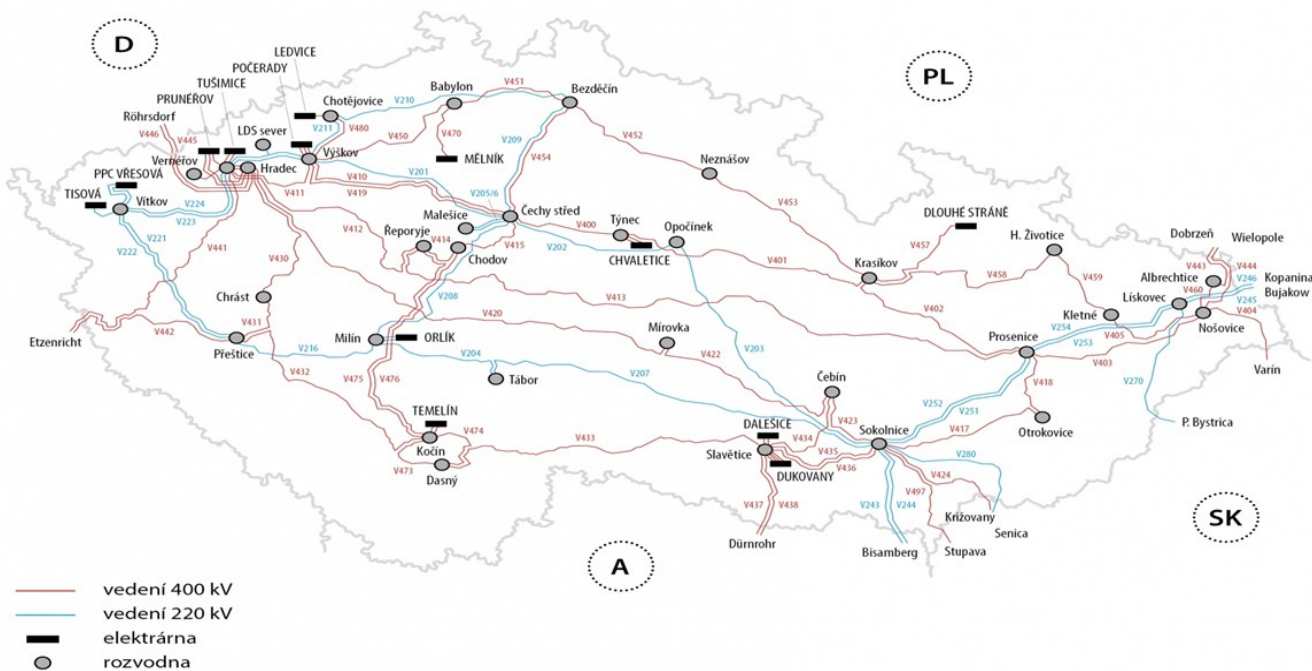 D
PL
LEDVICE
POČERADY
TUŠIMICE
PRUNÉŘOV
Röhrsdorf
V446
V445
LDS sever
Chotějovice
V210
Babylon
V451
Bezděčín
V211
V480
V450
V470
MĚLNÍK
V209
V454
V452
Neznášov
Vernéřov
Hradec
Výškov
V410
V419
V201
V411
PPC VŘESOVÁ
TISOVÁ
Vítkov
V224
V223
V221
V222
V205/6
Čechy střed
V400
Týnec
Opočínek
V453
DLOUHÉ STRÁNĚ
H. Životice
Malešice
Řeporyje
V412
V414
Chodov
V415
V202
CHVALETICE
V401
Krasíkov
V457
V458
V459
Dobrzeń
Wielopole
V443
V444
V246
Kopanina
Bujakow
V245
Albrechtice
V460
Lískovec
V404
V441
V430
Chrást
V431
V442
Etzenricht
Přeštice
V208
V413
V402
Kletné
V405
Nošovice
V254
V253
V403
Varín
Milín
ORLÍK
V420
Mírovka
V422
V203
Prosenice
V216
V204
V207
Tábor
V432
V475
V476
V418
V270
P. Bystrica
Čebín
V423
V252
V251
V417
Otrokovice
TEMELÍN
V474
Kočín
V473
Dasný
V433
DALEŠICE
V434
Slavětice
V435
V436
DUKOVANY
Sokolnice
V280
V424
V497
V437
V438
V243
V244
Dürnrohr
Bisamberg
Križovany
Senica
Stupava
A
SK
vedení 400 kV
vedení 220 kV
elektrárna
rozvodna